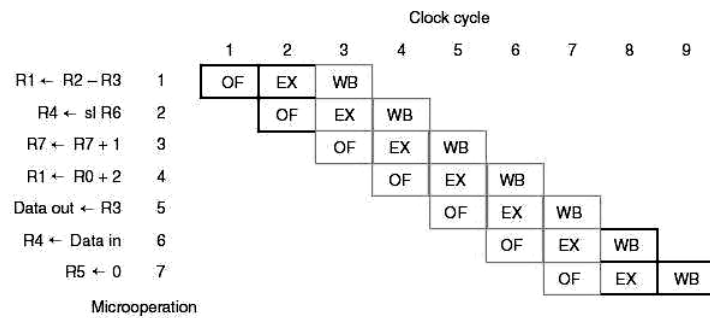 Clock cycle
1 2 3 4 5 6 7 8 9
R1 ← R2 – R3 1 OF EX WB
R4 ← sl R6 2 OF EX WB
R7 ← R7 + 1 3 OF EX WB
R1 ← R0 + 2 4 OF EX WB
Data out ← R3 5 OF EX WB
R4 ← Data in 6 OF EX WB
R5 ← 0 7 OF EX WB
Microoperation